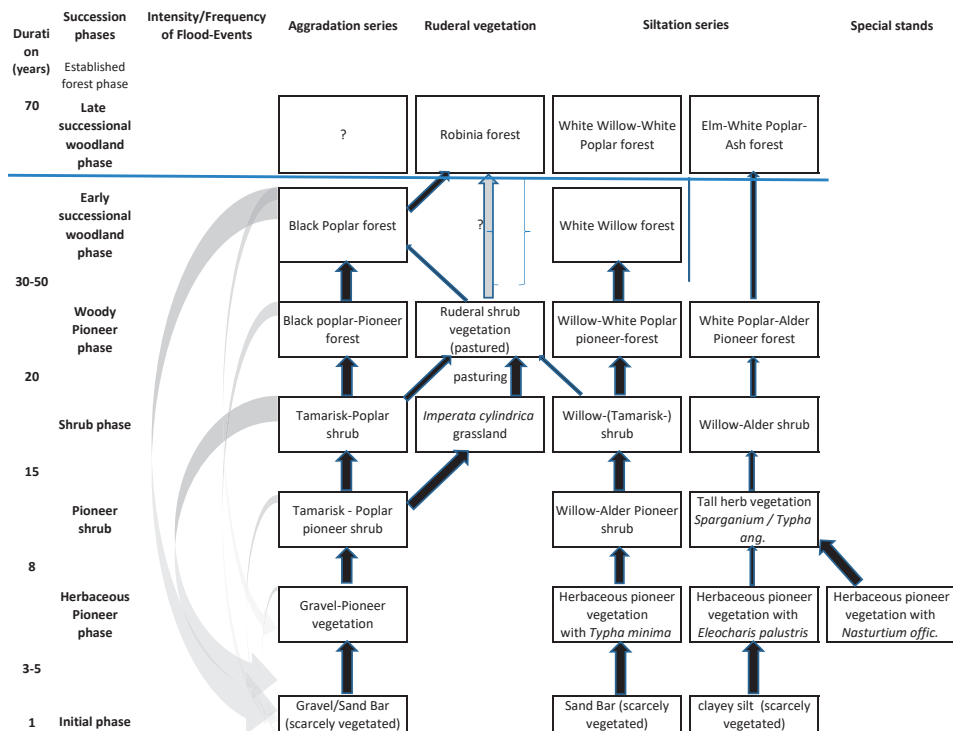 Durati
on
(years)
Succession
phases
Intensity/Frequency
of Flood-Events
Aggradation series
Ruderal vegetation
Siltation series
Special stands
Established
forest phase
70
Late
successional
woodland
phase
?
Robinia forest
White Willow-White
Poplar forest
Elm-White Poplar-
Ash forest
Early
successional
woodland
phase
Black Poplar forest
?
White Willow forest
30-50
Woody
Pioneer
phase
Black poplar-Pioneer
forest
Ruderal shrub
vegetation
(pastured)
Willow-White Poplar
pioneer-forest
White Poplar-Alder
Pioneer forest
20
pasturing
Shrub phase
Tamarisk-Poplar
shrub
Imperata cylindrica
grassland
Willow-(Tamarisk-)
shrub
Willow-Alder shrub
15
Pioneer
shrub
Tamarisk - Poplar
pioneer shrub
Willow-Alder Pioneer
shrub
Tall herb vegetation
Sparganium / Typha
ang.
8
Herbaceous
Pioneer
phase
Gravel-Pioneer
vegetation
Herbaceous pioneer
vegetation
with Typha minima
Herbaceous pioneer
vegetation with
Eleocharis palustris
Herbaceous pioneer
vegetation with
Nasturtium offic.
3-5
1
Initial phase
Gravel/Sand Bar
(scarcely vegetated)
Sand Bar (scarcely
vegetated)
clayey silt (scarcely
vegetated)